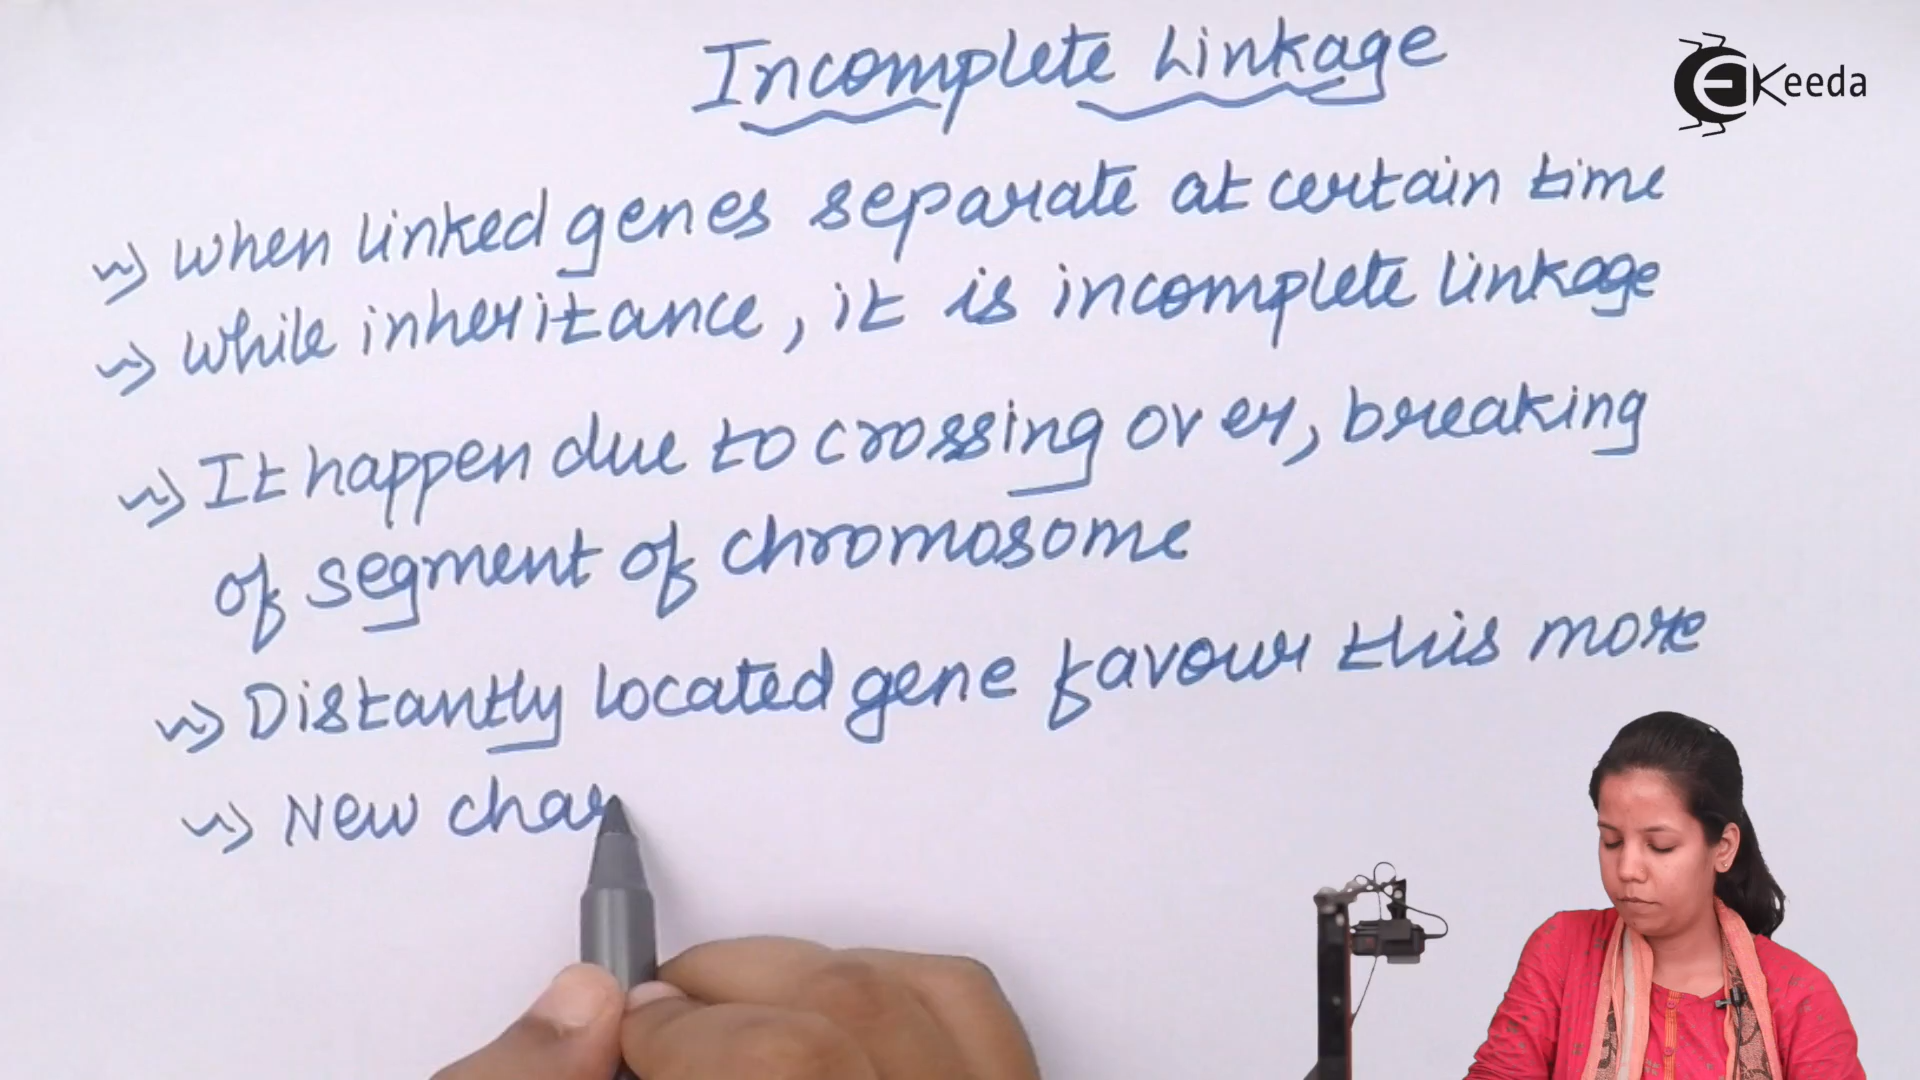 Incomplete Linkage
EKeeda
When linked genes separate at certain time
While inheritance, it is incomplete linkage
It happen due to crossing over, breaking
of segment of chromosome
Distantly located gene favour this more
New char